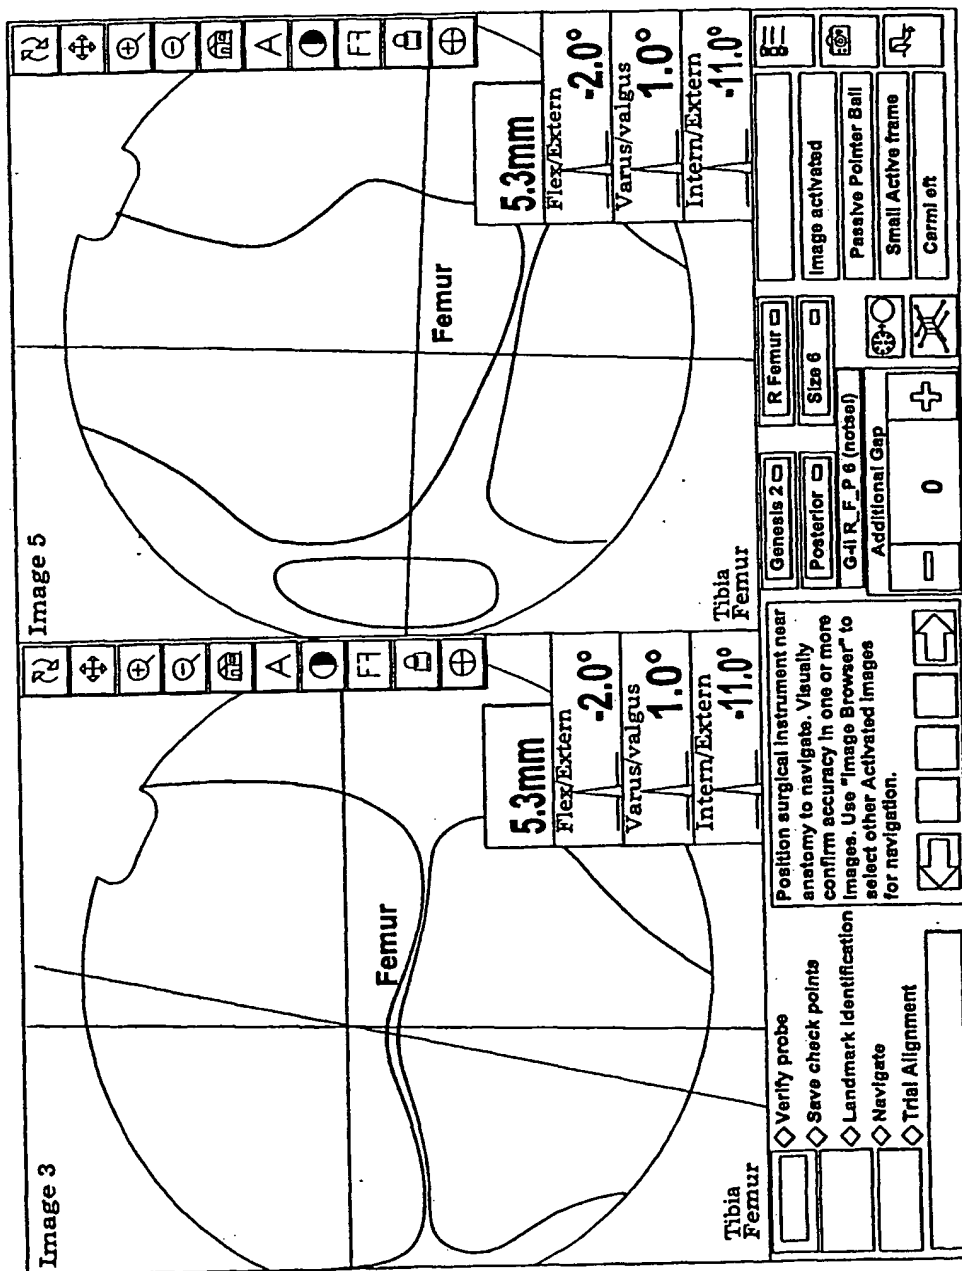 Image 3
Femur
Tibia
Femur
5.3mm
Flex/Extern
-2.0°
Varus/valgus
1.0°
Intern/Extern
-11.0°
A
Image 5
Femur
Tibia
Femur
5.3mm
Flex/Extern
-2.0°
Varus/valgus
1.0°
Intern/Extern
-11.0°
A
Verify probe
Save check points
Landmark Identification
Navigate
Trial Alignment
Position surgical instrument near
anatomy to navigate. Visually
confirm accuracy in one or more
images. Use "Image Browser" to
select other Activated images
for navigation.
Genesis 2
R Femur
Posterior
Size 6
G-4i R_F_P 6 (notsel)
Additional Gap
0
Image activated
Passive Pointer Ball
Small Active frame